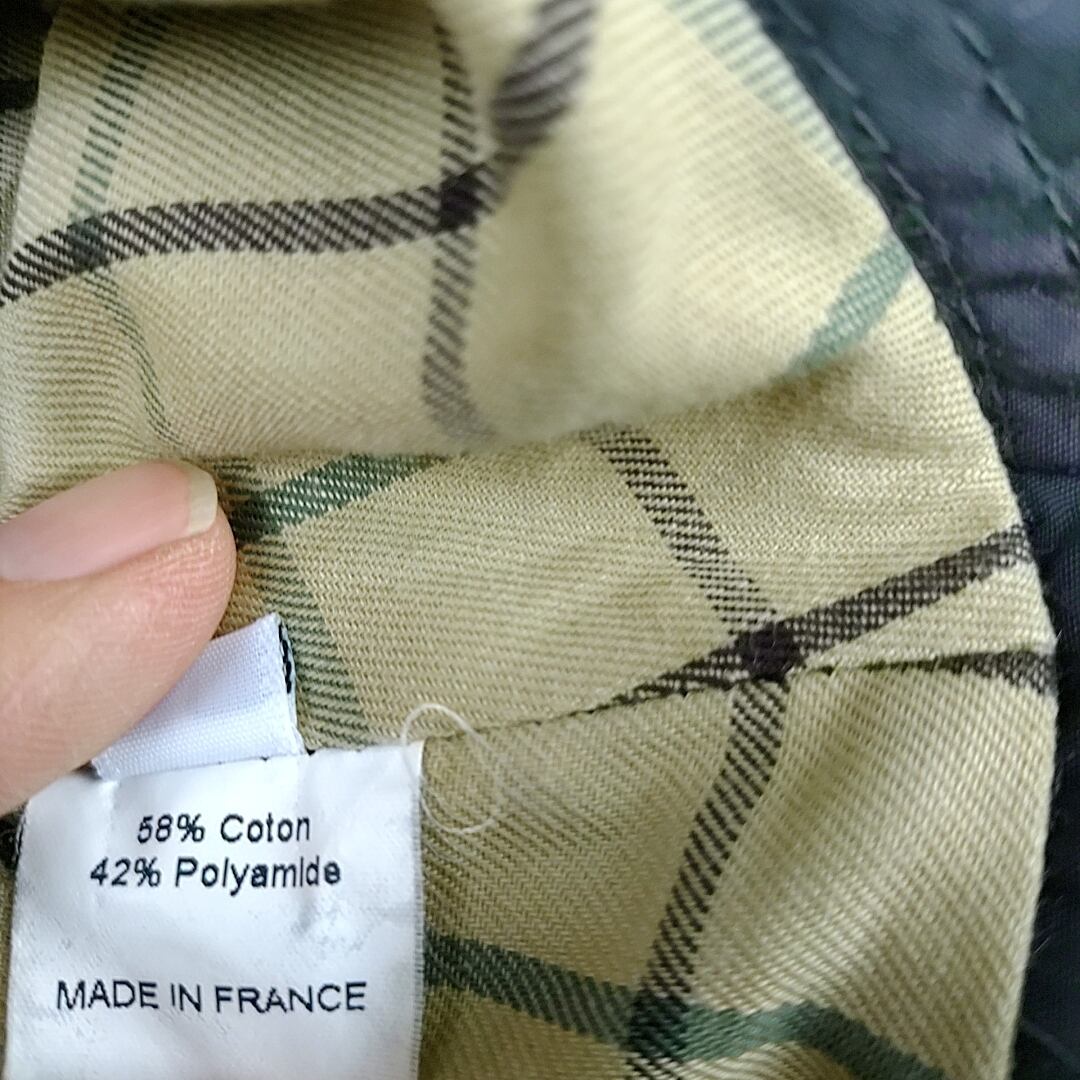 58% Coton
42% Polyamide
MADE IN FRANCE